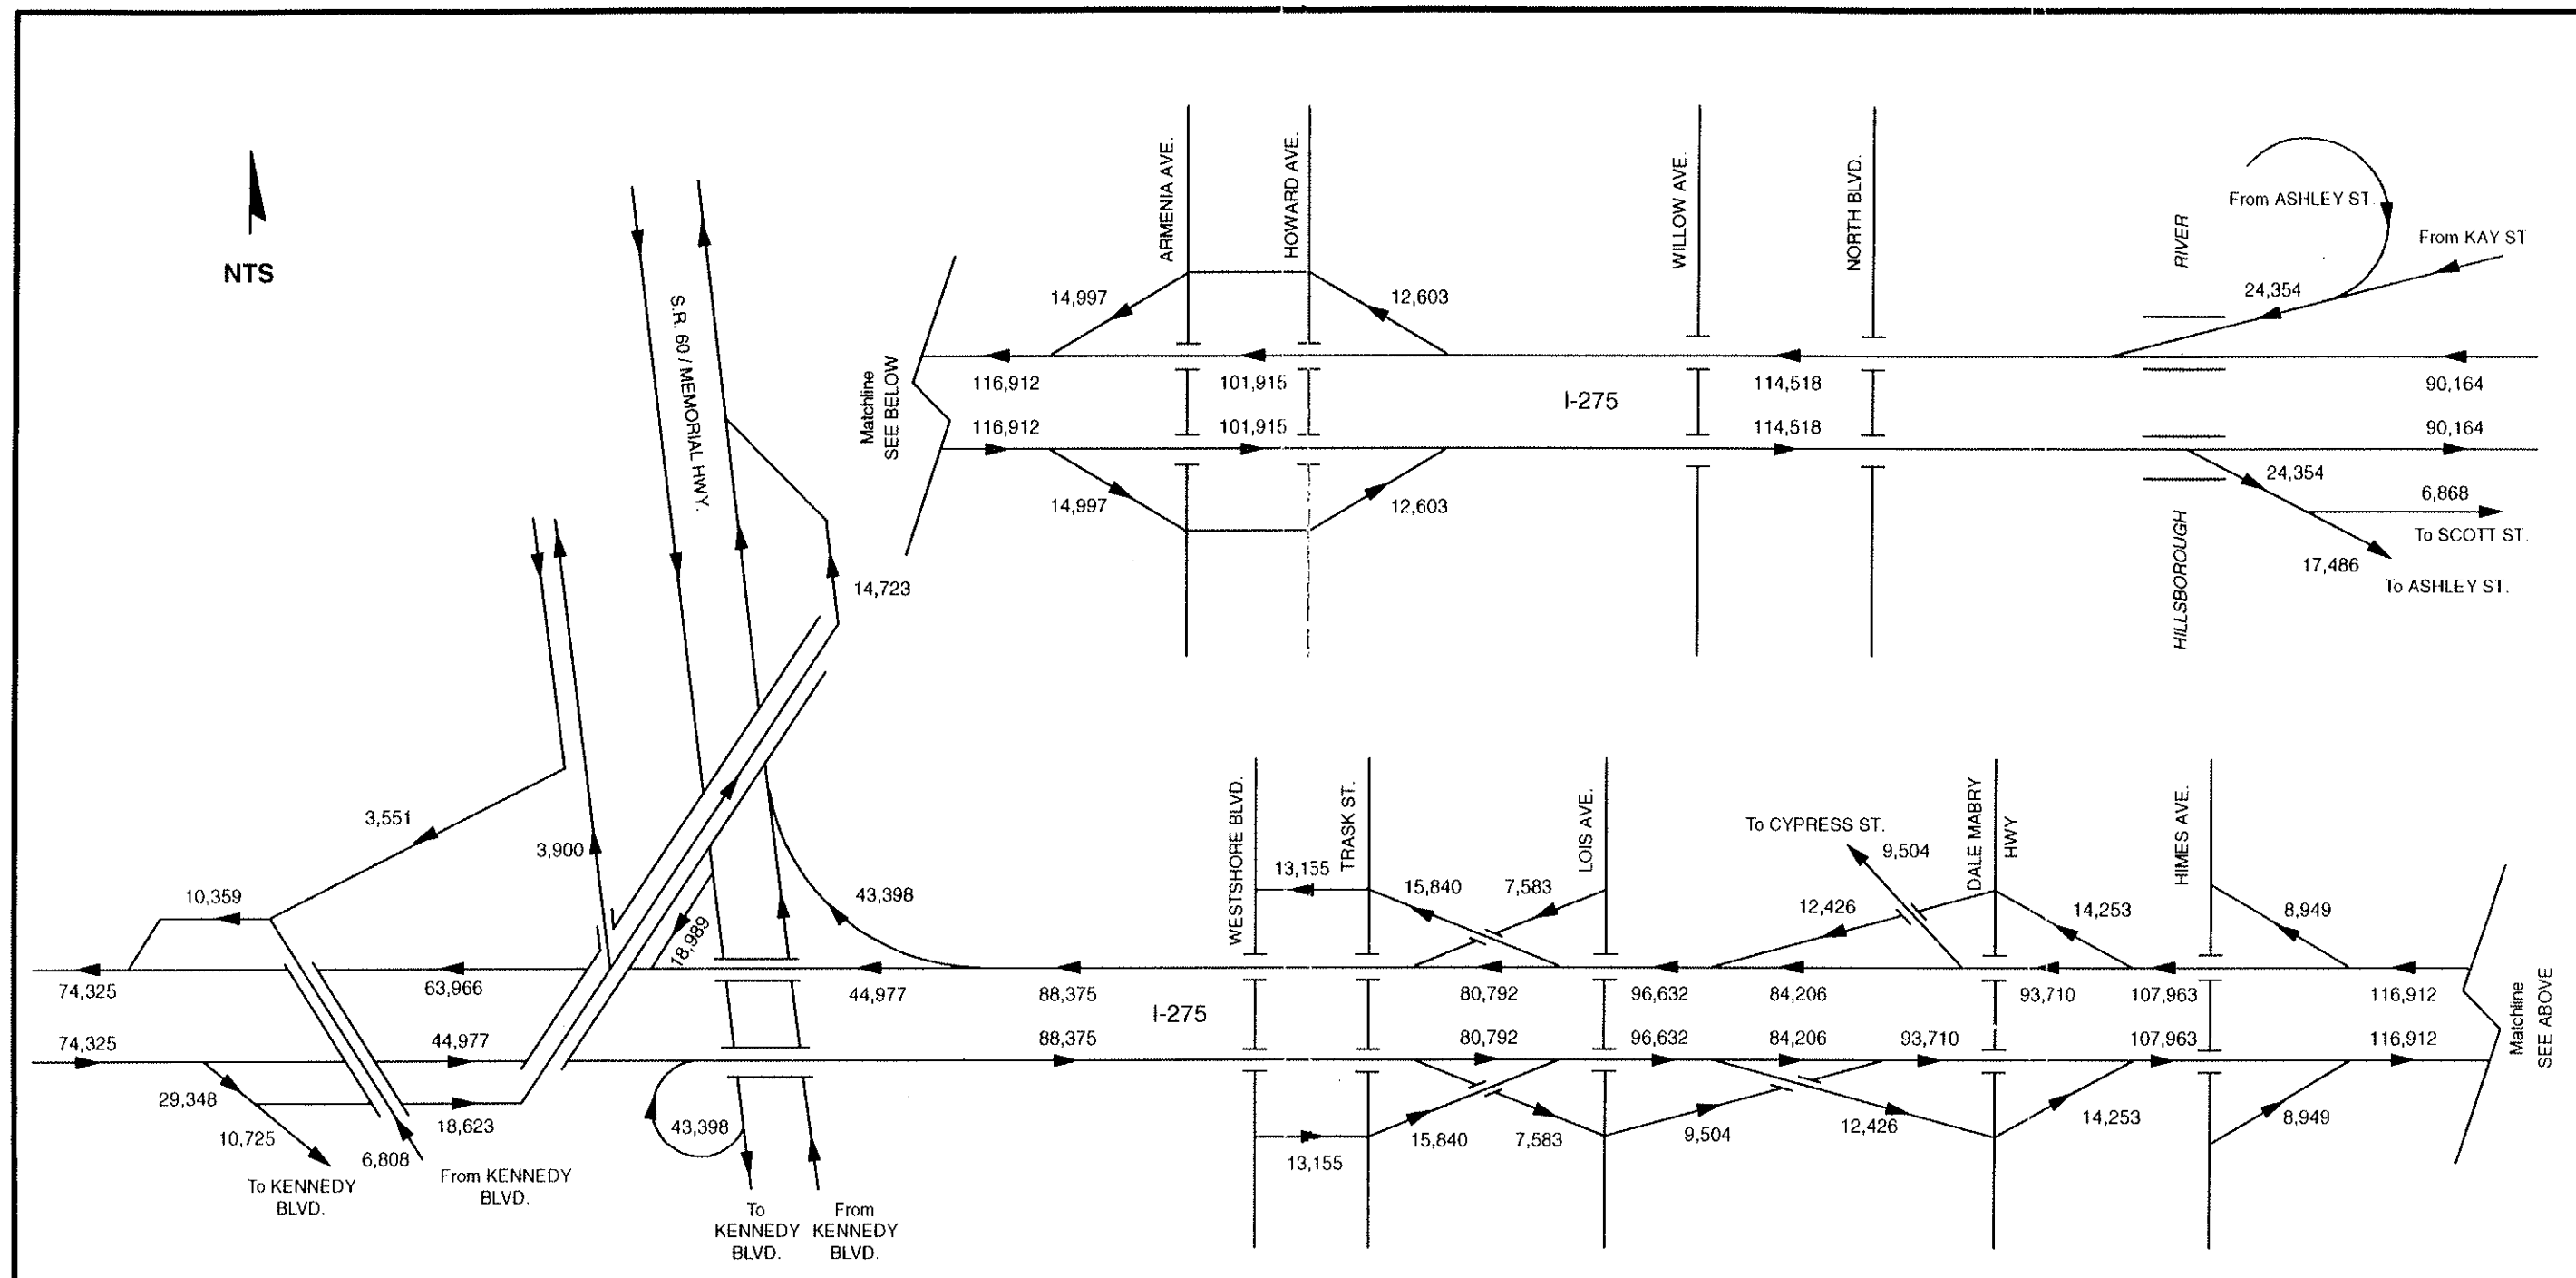 NTS
S.R. 60 / MEMORIAL HWY.
Matchline
SEE BELOW
ARMENIA AVE.
HOWARD AVE.
WILLOW AVE.
NORTH BLVD.
RIVER
HILLSBOROUGH
From ASHLEY ST.
From KAY ST
24,354
14,997
12,603
116,912
101,915
114,518
90,164
I-275
116,912
101,915
114,518
90,164
14,997
12,603
24,354
6,868
To SCOTT ST.
17,486
To ASHLEY ST.
14,723
3,551
3,900
10,359
18,989
43,398
WESTSHORE BLVD.
TRASK ST.
LOIS AVE.
DALE MABRY
HWY.
HIMES AVE.
To CYPRESS ST.
9,504
13,155
15,840
7,583
12,426
14,253
8,949
74,325
63,966
44,977
88,375
80,792
96,632
84,206
93,710
107,963
116,912
I-275
Matchline
SEE ABOVE
74,325
44,977
88,375
80,792
96,632
84,206
93,710
107,963
116,912
29,348
10,725
18,623
6,808
43,398
13,155
15,840
7,583
9,504
12,426
14,253
8,949
To KENNEDY
BLVD.
From KENNEDY
BLVD.
To
KENNEDY
BLVD.
From
KENNEDY
BLVD.